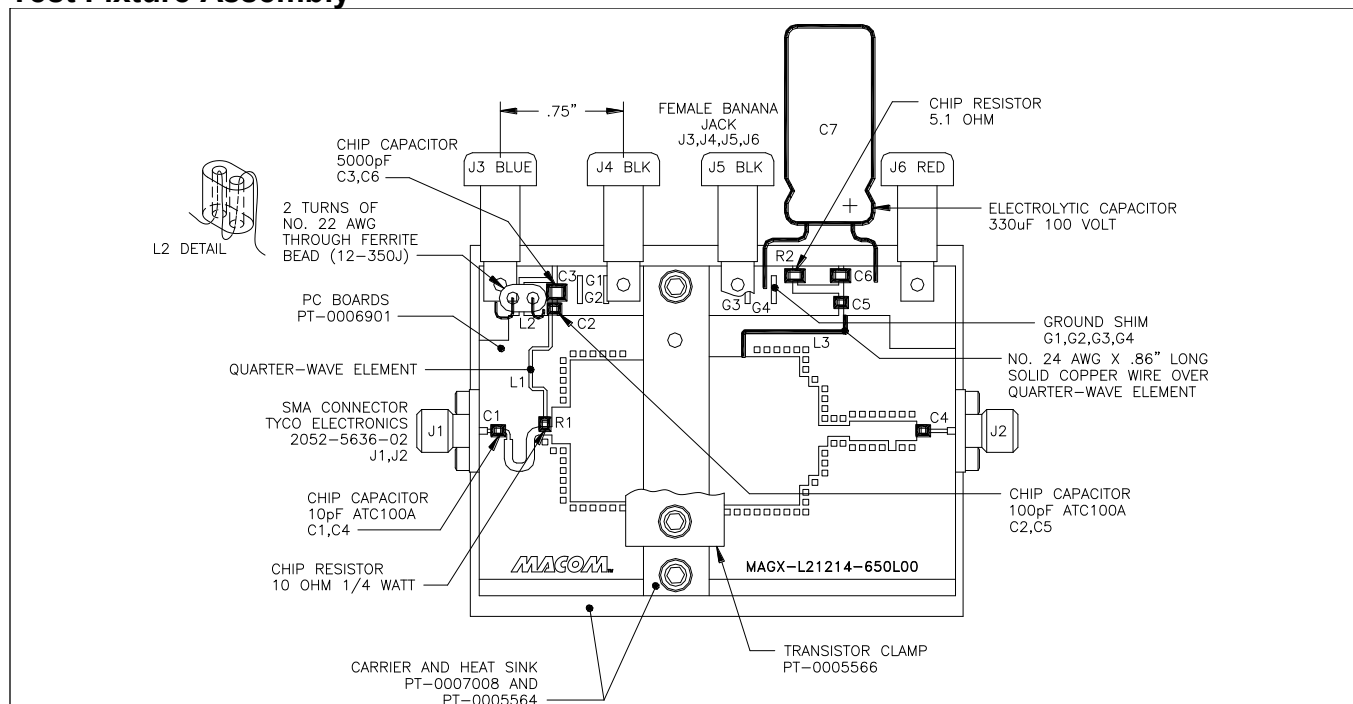 .75"
FEMALE BANANA
JACK
J3,J4,J5,J6
C7
CHIP RESISTOR
5.1 OHM
CHIP CAPACITOR
5000pF
C3,C6
J3 BLUE
J4 BLK
J5 BLK
J6 RED
L2 DETAIL
2 TURNS OF
NO. 22 AWG
THROUGH FERRITE
BEAD (12-350J)
+
ELECTROLYTIC CAPACITOR
330uF 100 VOLT
R2
C3
G1
G2
C6
G3
G4
C5
PC BOARDS
PT-0006901
L2
C2
GROUND SHIM
G1,G2,G3,G4
L3
NO. 24 AWG X .86" LONG
SOLID COPPER WIRE OVER
QUARTER-WAVE ELEMENT
QUARTER-WAVE ELEMENT
L1
SMA CONNECTOR
TYCO ELECTRONICS
2052-5636-02
J1,J2
J1
C1
R1
C4
J2
CHIP CAPACITOR
10pF ATC100A
C1,C4
CHIP CAPACITOR
100pF ATC100A
C2,C5
CHIP RESISTOR
10 OHM 1/4 WATT
MACOM
MAGX-L21214-650L00
TRANSISTOR CLAMP
PT-0005566
CARRIER AND HEAT SINK
PT-0007008 AND
PT-0005564